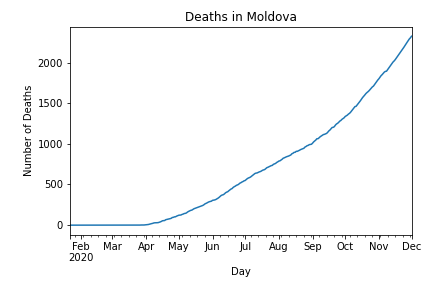 Deaths in Moldova
Number of Deaths
2000
1500
1000
500
0
Feb Mar Apr May Jun Jul Aug Sep Oct Nov Dec
2020
Day